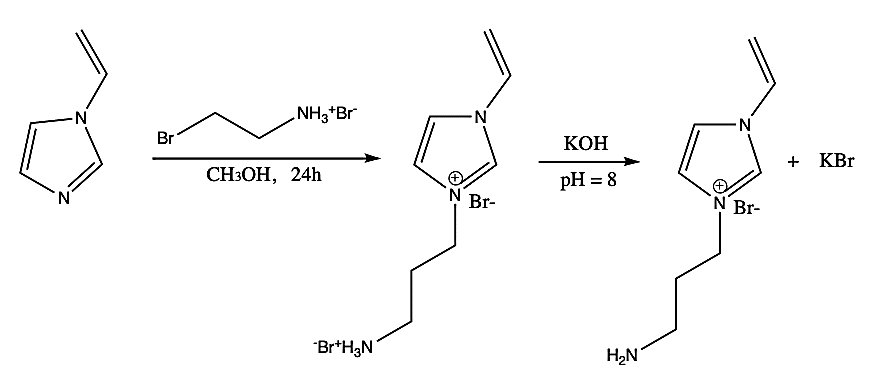 N
N
Br
NH₃⁺Br⁻
CH₃OH, 24h
N
N
⊕
Br-
⁻Br⁺H₃N
KOH
pH = 8
N
N
⊕
Br-
H₂N
+ KBr